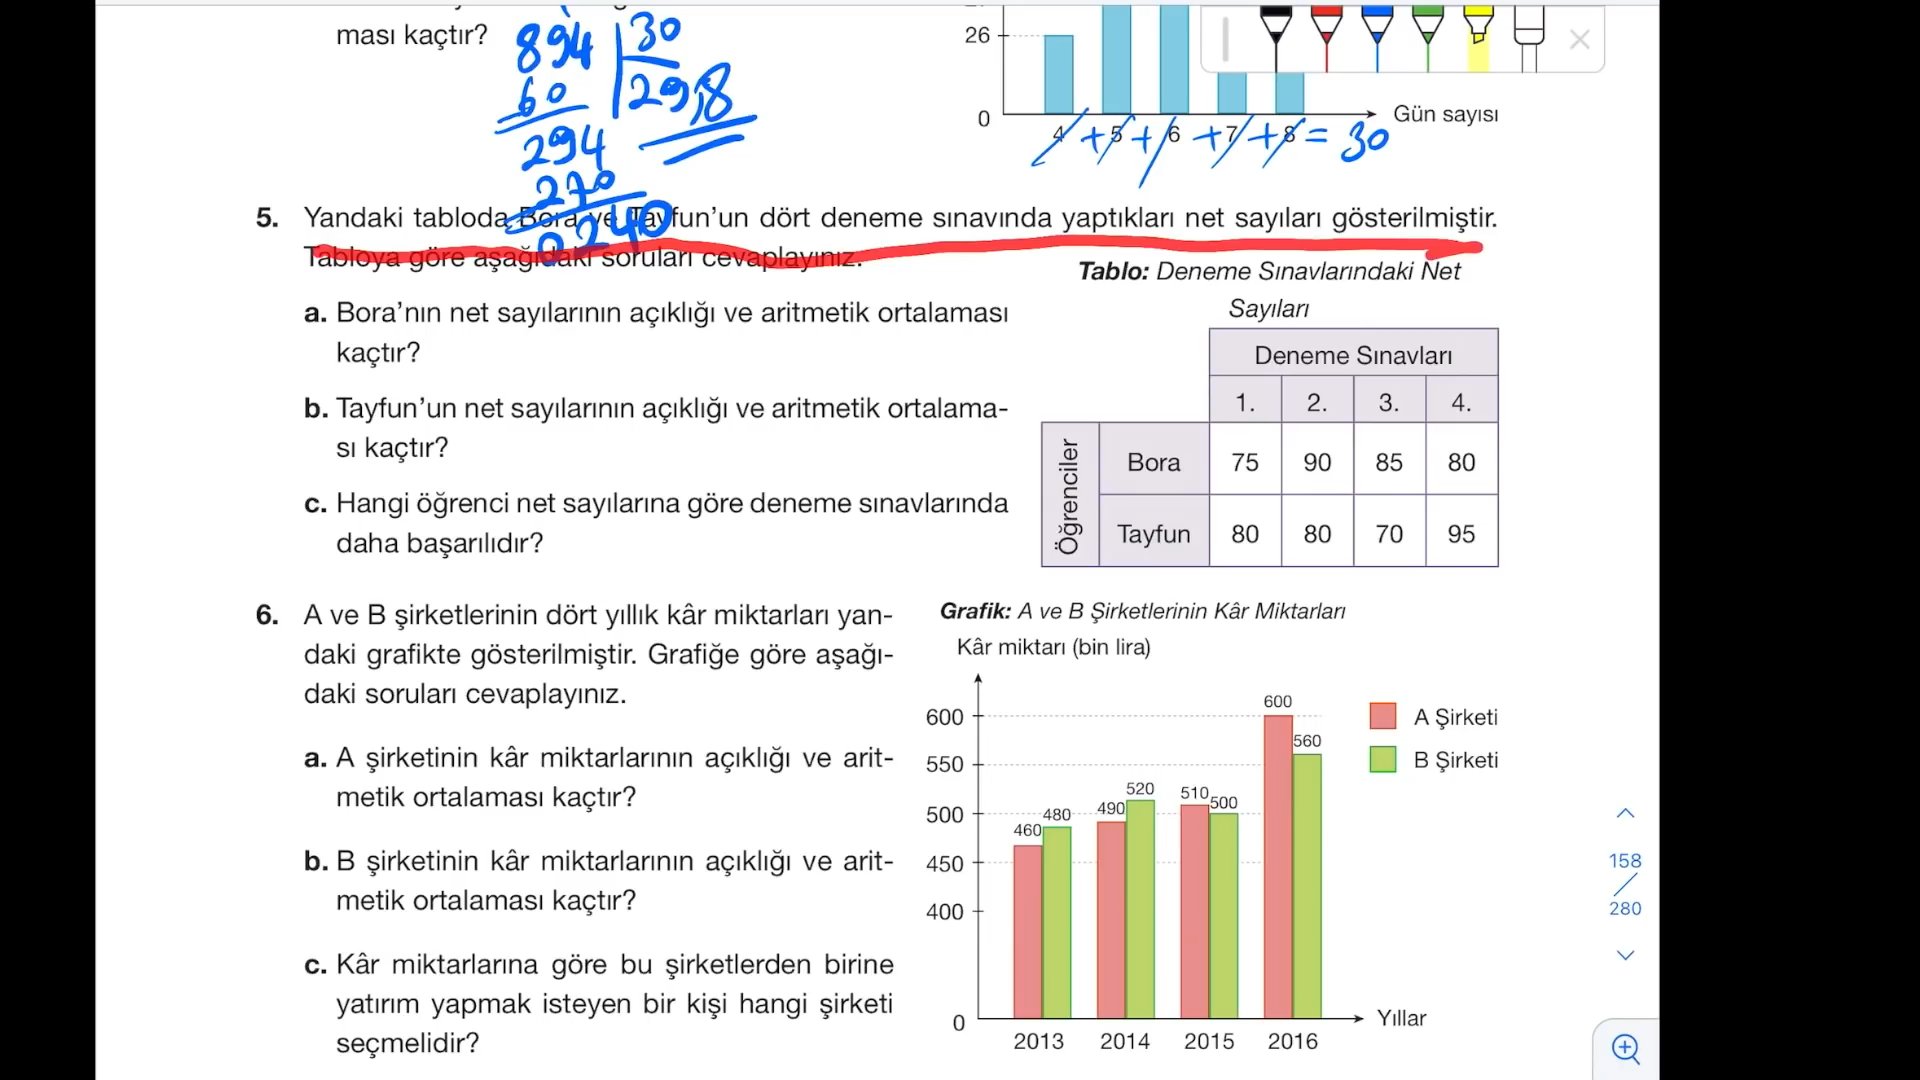 ması kaçtır?
894 30
60 29,8
294
270
0240
26
0
4 + 5 + 6 + 7 + 8 = 30
Gün sayısı
5. Yandaki tabloda Bora ve Tayfun’un dört deneme sınavında yaptıkları net sayıları gösterilmiştir.
Tabloya göre aşağıdaki soruları cevaplayınız.
a. Bora’nın net sayılarının açıklığı ve aritmetik ortalaması
kaçtır?
b. Tayfun’un net sayılarının açıklığı ve aritmetik ortalama-
sı kaçtır?
c. Hangi öğrenci net sayılarına göre deneme sınavlarında
daha başarılıdır?
Tablo: Deneme Sınavlarındaki Net
Sayıları
Deneme Sınavları
1. 2. 3. 4.
Öğrenciler
Bora 75 90 85 80
Tayfun 80 80 70 95
6. A ve B şirketlerinin dört yıllık kâr miktarları yan-
daki grafikte gösterilmiştir. Grafiğe göre aşağı-
daki soruları cevaplayınız.
a. A şirketinin kâr miktarlarının açıklığı ve arit-
metik ortalaması kaçtır?
b. B şirketinin kâr miktarlarının açıklığı ve arit-
metik ortalaması kaçtır?
c. Kâr miktarlarına göre bu şirketlerden birine
yatırım yapmak isteyen bir kişi hangi şirketi
seçmelidir?
Grafik: A ve B Şirketlerinin Kâr Miktarları
Kâr miktarı (bin lira)
600
550
500
450
400
0
460 480 490 520 510 500 600 560
2013 2014 2015 2016
Yıllar
A Şirketi
B Şirketi
158
280